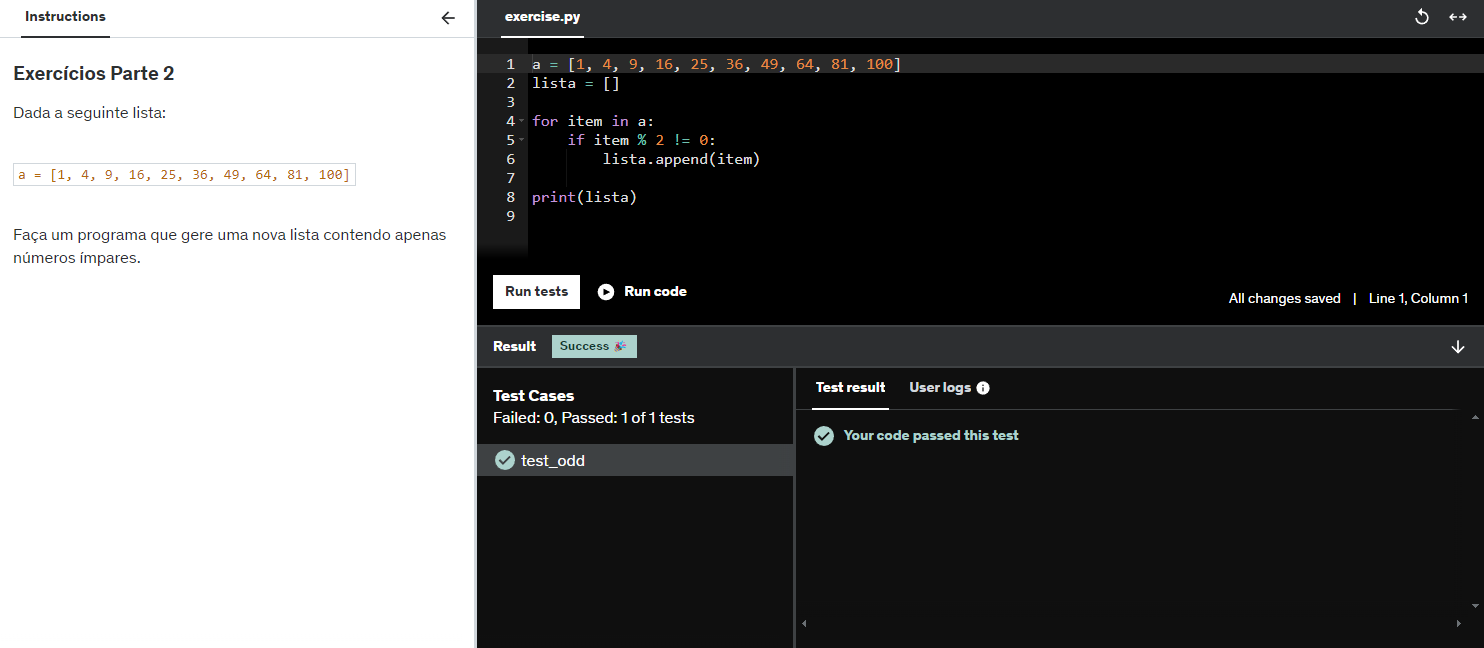 Instructions
Exercícios Parte 2
Dada a seguinte lista:
a = [1, 4, 9, 16, 25, 36, 49, 64, 81, 100]
Faça um programa que gere uma nova lista contendo apenas
números ímpares.
exercise.py
1 a = [1, 4, 9, 16, 25, 36, 49, 64, 81, 100]
2 lista = []
3
4 for item in a:
5     if item % 2 != 0:
6         lista.append(item)
7
8 print(lista)
9
Run tests
Run code
All changes saved | Line 1, Column 1
Result Success 🎉
Test Cases
Failed: 0, Passed: 1 of 1 tests
test_odd
Test result User logs
Your code passed this test